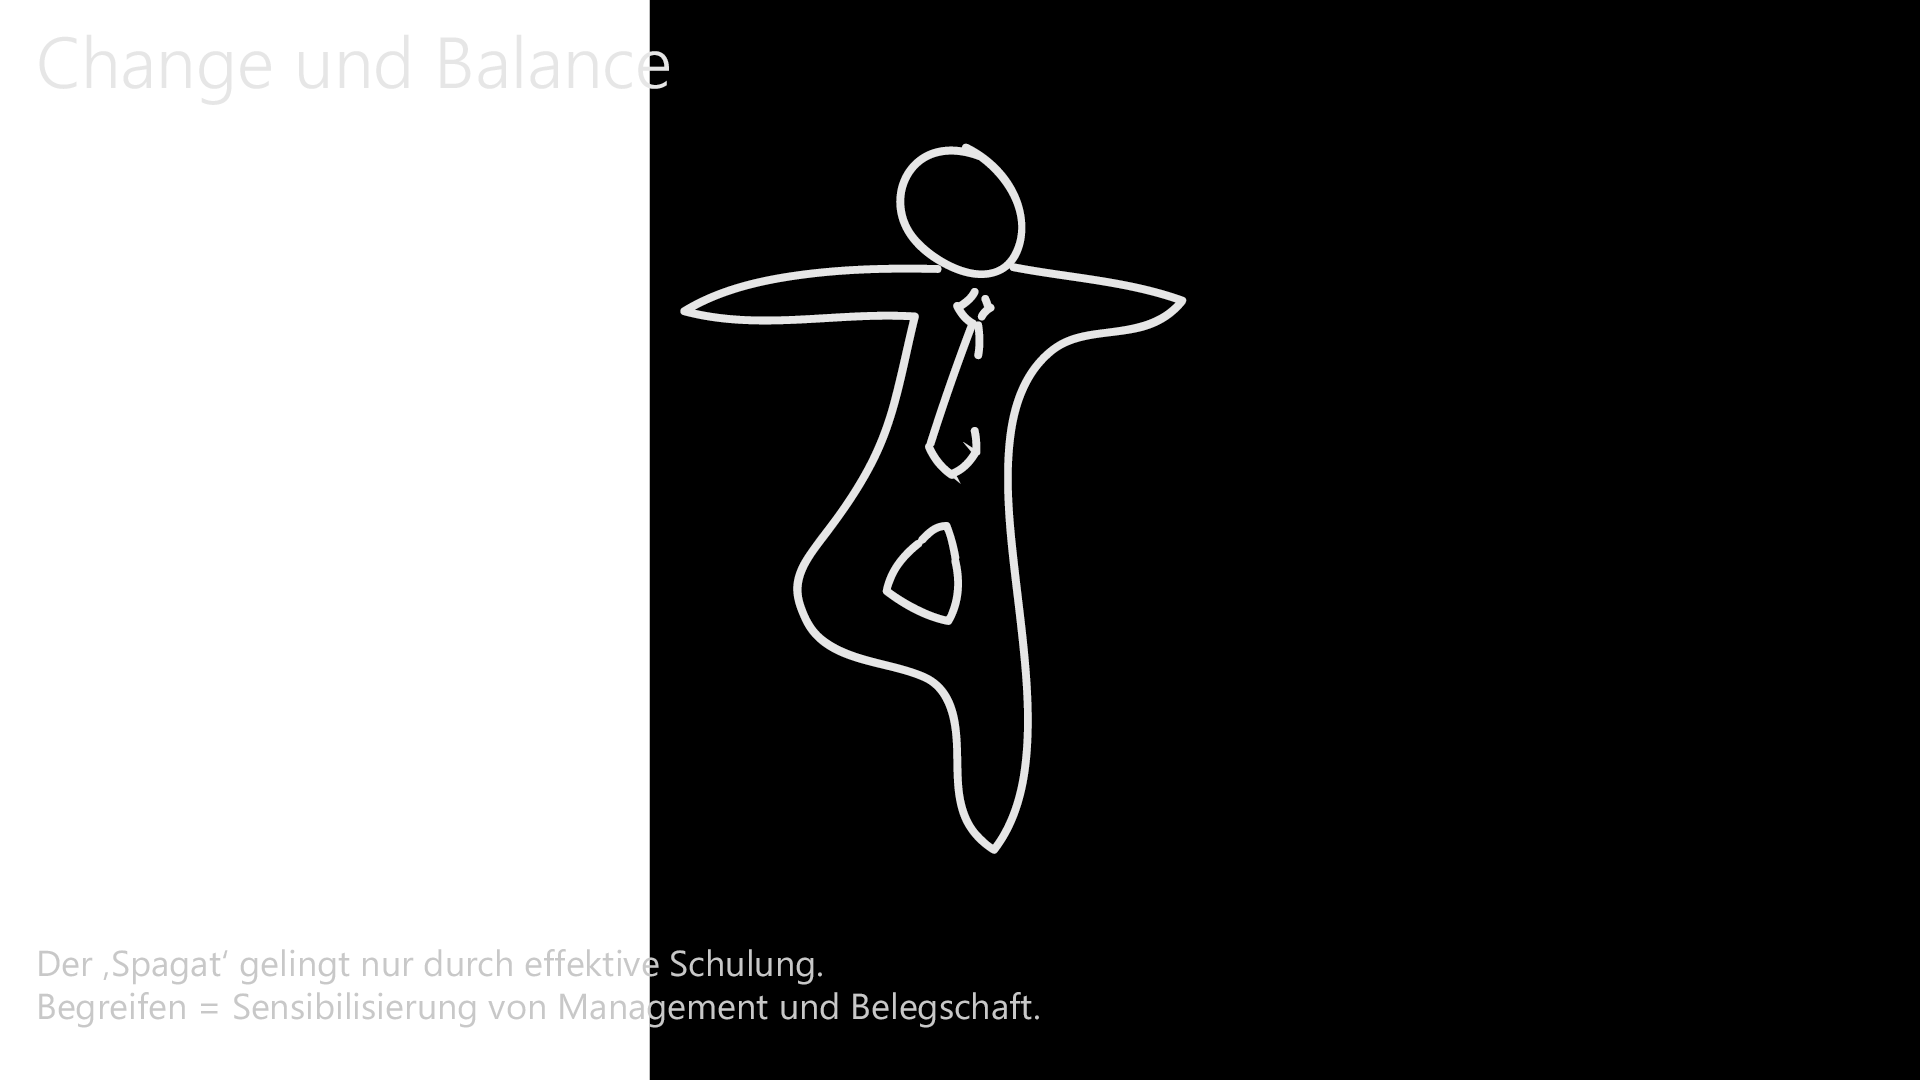 Change und Balance
Der ‚Spagat‘ gelingt nur durch effektive Schulung.
Begreifen = Sensibilisierung von Management und Belegschaft.